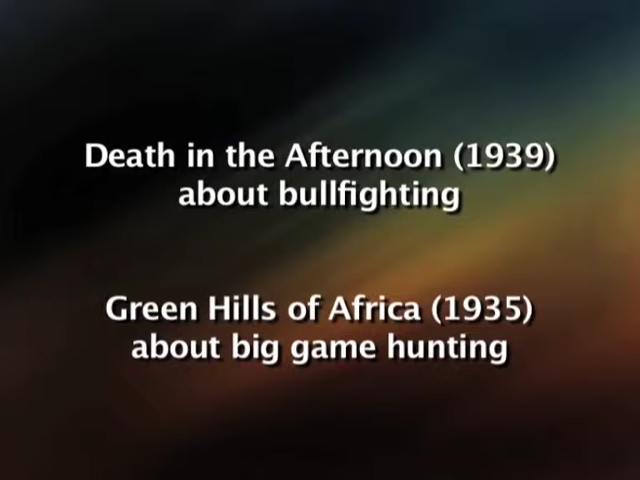 Death in the Afternoon (1939)
about bullfighting
Green Hills of Africa (1935)
about big game hunting